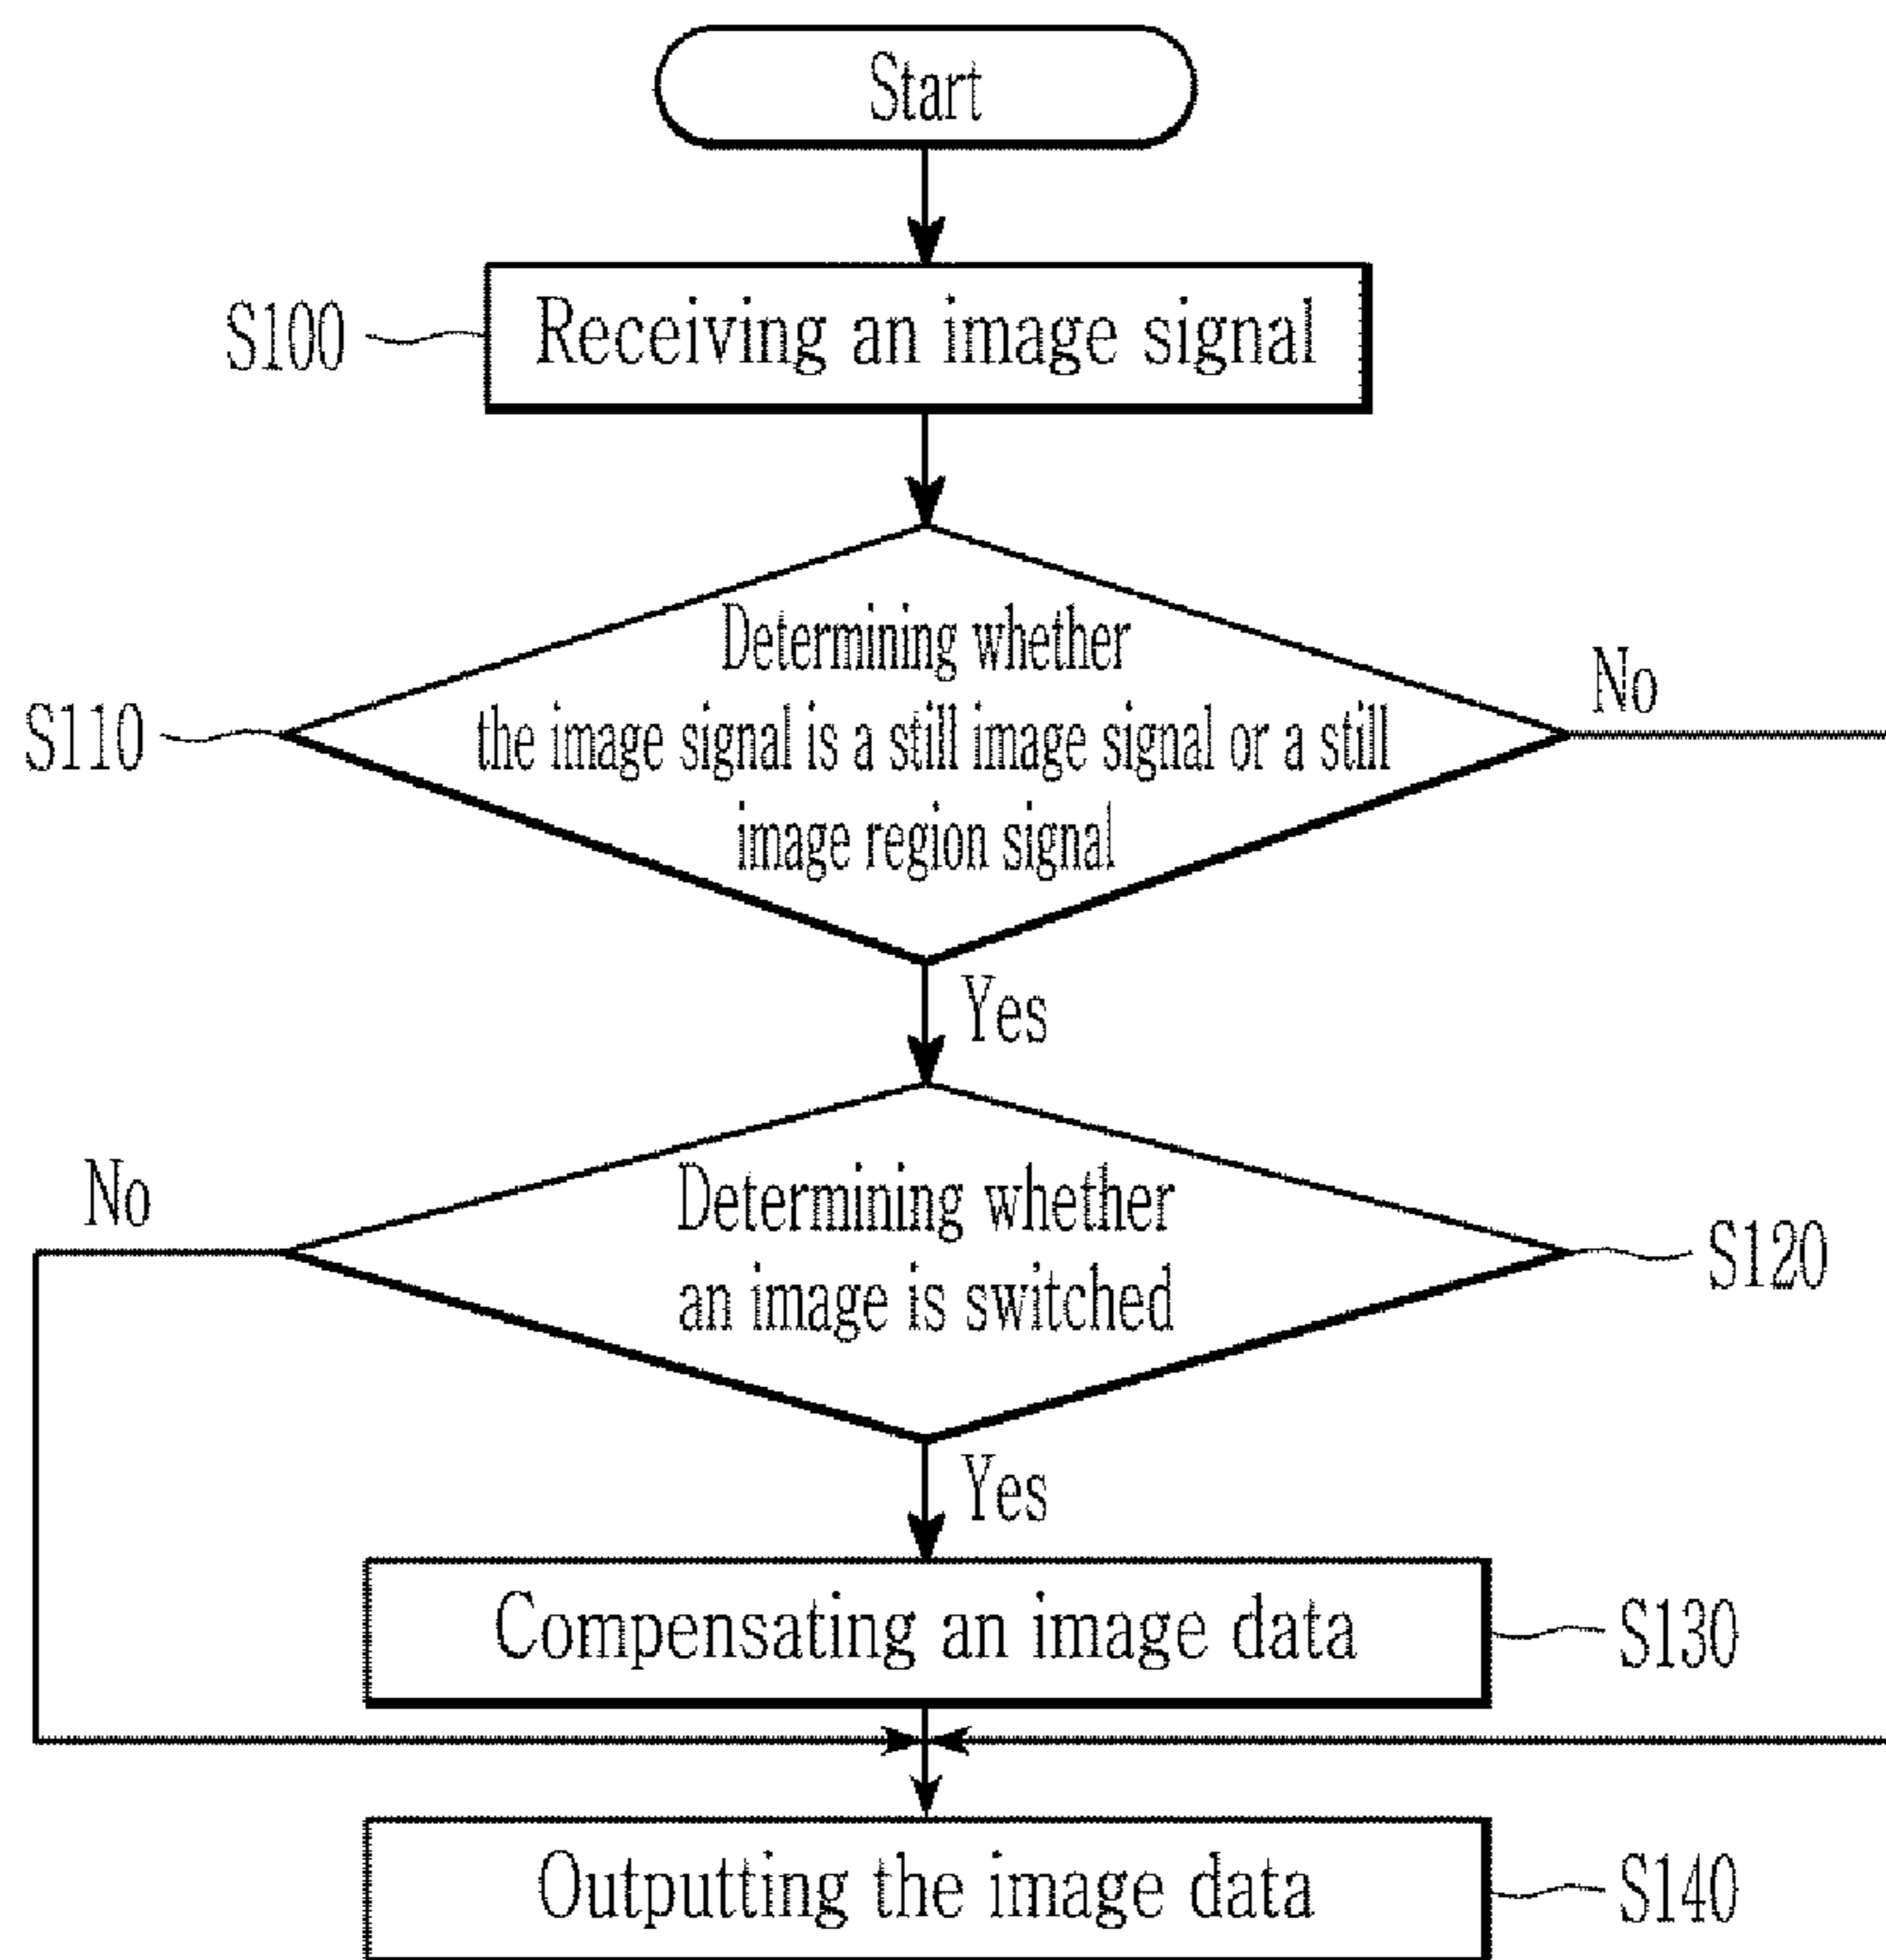 Start
S100
Receiving an image signal
Determining whether
the image signal is a still image signal or a still
image region signal
S110
No
Yes
No
Determining whether
an image is switched
S120
Yes
Compensating an image data
S130
Outputting the image data
S140